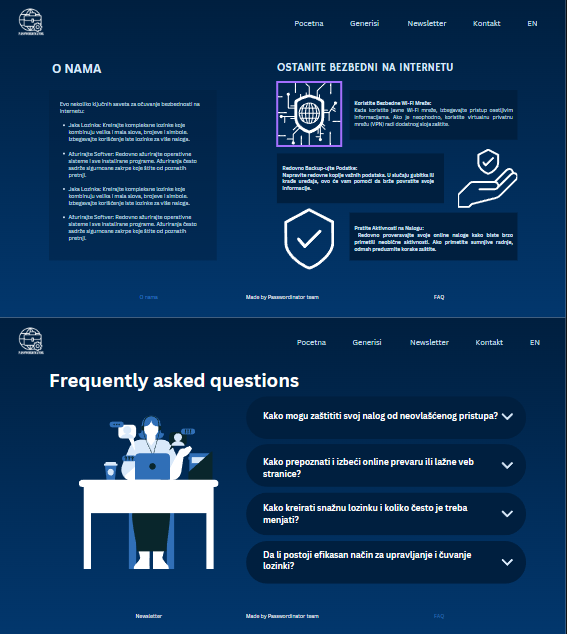 Pocetna Generisi Newsletter Kontakt EN
O NAMA
Evo nekoliko ključnih saveta za očuvanje bezbednosti na
internetu:
Jaka Lozinka: Kreirajte kompleksne lozinke koje
kombinuju velika i mala slova, brojeve i simbole.
Izbegavajte korišćenje iste lozinke za više naloga.
Ažurirajte Softver: Redovno ažurirajte operativne
sisteme i sve instalirane programe. Ažuriranja često
sadrže sigurnosne zakrpe koje štite od poznatih
pretnji.
Jaka Lozinka: Kreirajte kompleksne lozinke koje
kombinuju velika i mala slova, brojeve i simbole.
Izbegavajte korišćenje iste lozinke za više naloga.
Ažurirajte Softver: Redovno ažurirajte operativne
sisteme i sve instalirane programe. Ažuriranja često
sadrže sigurnosne zakrpe koje štite od poznatih
pretnji.
OSTANITE BEZBEDNI NA INTERNETU
Koristite Bezbedne Wi-Fi Mreže:
Kada koristite javne Wi-Fi mreže, izbegavajte pristup osetljivim
informacijama. Ako je neophodno, koristite virtualnu privatnu
mrežu (VPN) radi dodatnog sloja zaštite.
Redovno Backup-ujte Podatke:
Napravite redovne kopije važnih podataka. U slučaju gubitka ili
krađe uređaja, ovo će vam pomoći da brže povratite svoje
informacije.
Pratite Aktivnosti na Nalogu:
Redovno proveravajte svoje online naloge kako biste brzo
primetili neobične aktivnosti. Ako primetite sumnjive radnje,
odmah preduzmite korake zaštite.
O nama Made by Passwordinator team FAQ
Pocetna Generisi Newsletter Kontakt EN
Frequently asked questions
Kako mogu zaštititi svoj nalog od neovlašćenog pristupa?
Kako prepoznati i izbeći online prevaru ili lažne veb
stranice?
Kako kreirati snažnu lozinku i koliko često je treba
menjati?
Da li postoji efikasan način za upravljanje i čuvanje
lozinki?
Newsletter Made by Passwordinator team FAQ